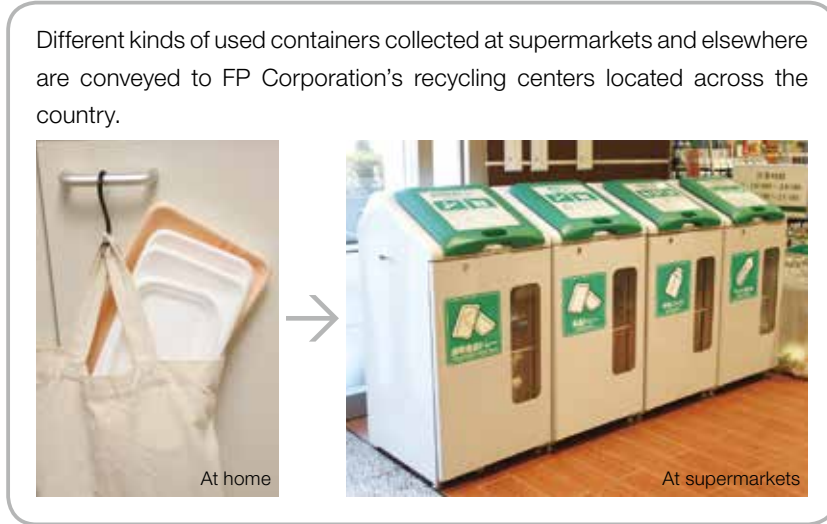 Different kinds of used containers collected at supermarkets and elsewhere
are conveyed to FP Corporation’s recycling centers located across the
country.
At home
At supermarkets